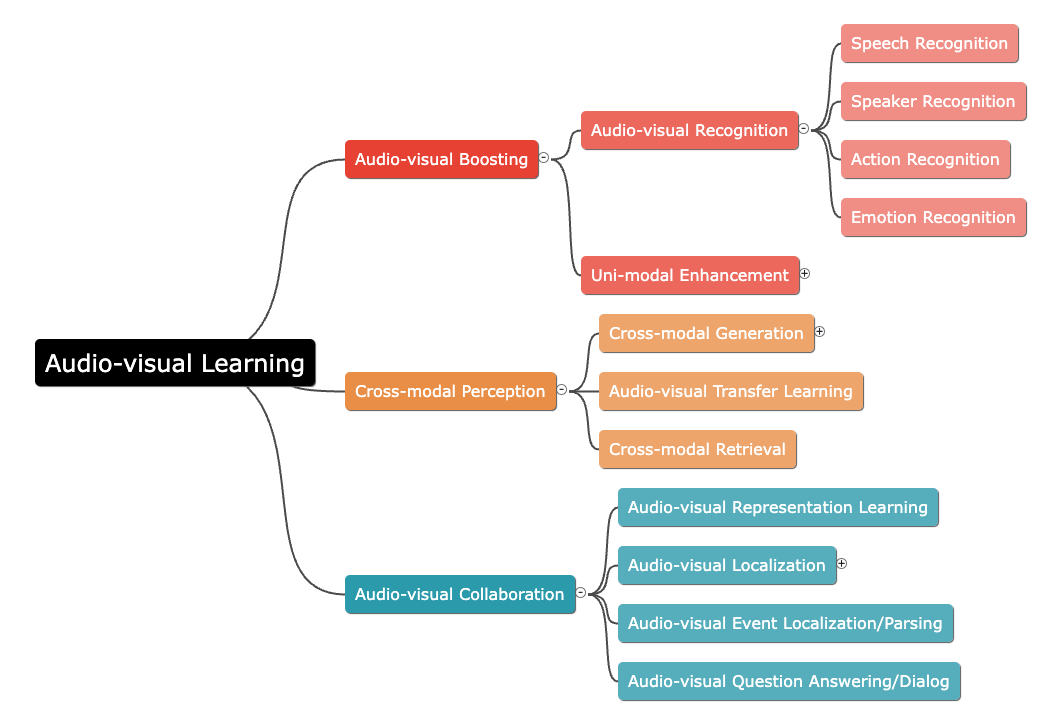 Speech Recognition
Speaker Recognition
Audio-visual Recognition
Action Recognition
Audio-visual Boosting
Emotion Recognition
Uni-modal Enhancement
Cross-modal Generation
Audio-visual Learning
Cross-modal Perception
Audio-visual Transfer Learning
Cross-modal Retrieval
Audio-visual Representation Learning
Audio-visual Localization
Audio-visual Collaboration
Audio-visual Event Localization/Parsing
Audio-visual Question Answering/Dialog